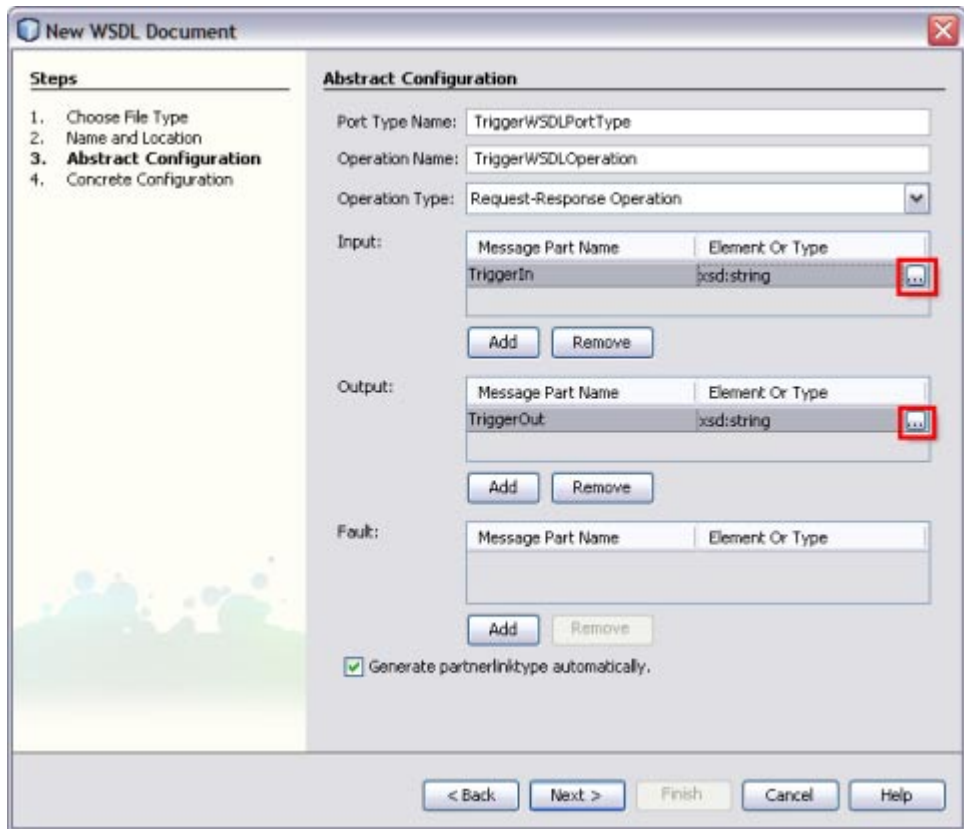 New WSDL Document
Steps
1. Choose File Type
2. Name and Location
3. Abstract Configuration
4. Concrete Configuration
Abstract Configuration
Port Type Name: TriggerWSDLPortType
Operation Name: TriggerWSDLOperation
Operation Type: Request-Response Operation
Input:
Message Part Name Element Or Type
TriggerIn xsd:string ...
Add Remove
Output:
Message Part Name Element Or Type
TriggerOut xsd:string ...
Add Remove
Fault:
Message Part Name Element Or Type
Add Remove
Generate partnerlinktype automatically.
< Back Next > Finish Cancel Help